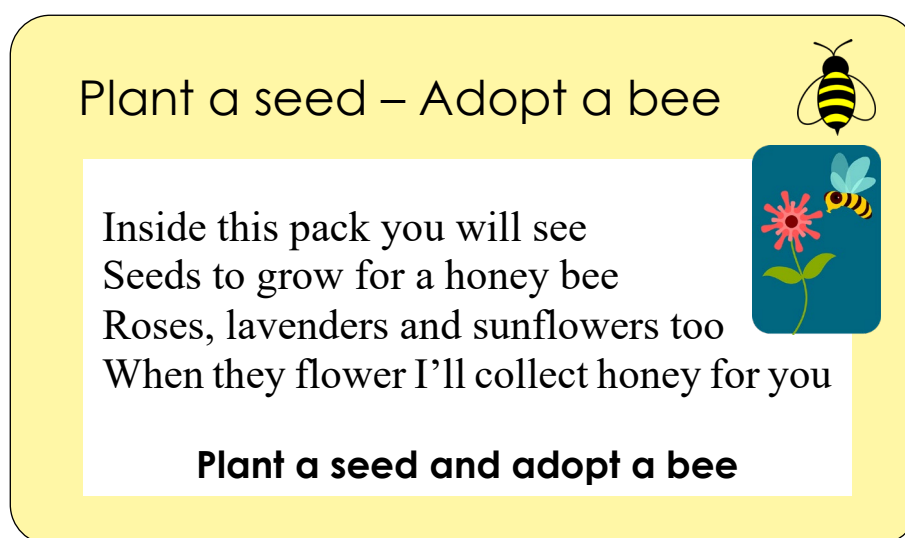 Plant a seed – Adopt a bee
Inside this pack you will see
Seeds to grow for a honey bee
Roses, lavenders and sunflowers too
When they flower I’ll collect honey for you
Plant a seed and adopt a bee